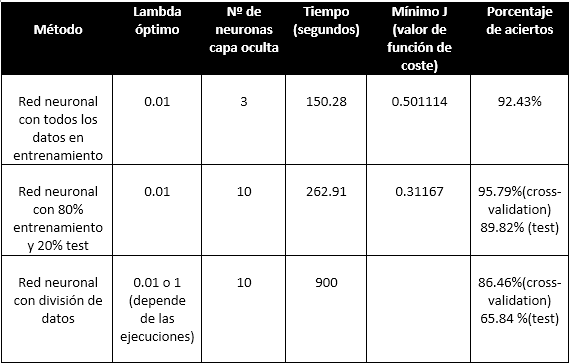 Método
Lambda
óptimo
Nº de
neuronas
capa oculta
Tiempo
(segundos)
Mínimo J
(valor de
función de
coste)
Porcentaje
de aciertos
Red neuronal
con todos los
datos en
entrenamiento
0.01
3
150.28
0.501114
92.43%
Red neuronal
con 80%
entrenamiento
y 20% test
0.01
10
262.91
0.31167
95.79%(cross-
validation)
89.82% (test)
Red neuronal
con división de
datos
0.01 o 1
(depende
de las
ejecuciones)
10
900
86.46%(cross-
validation)
65.84 %(test)